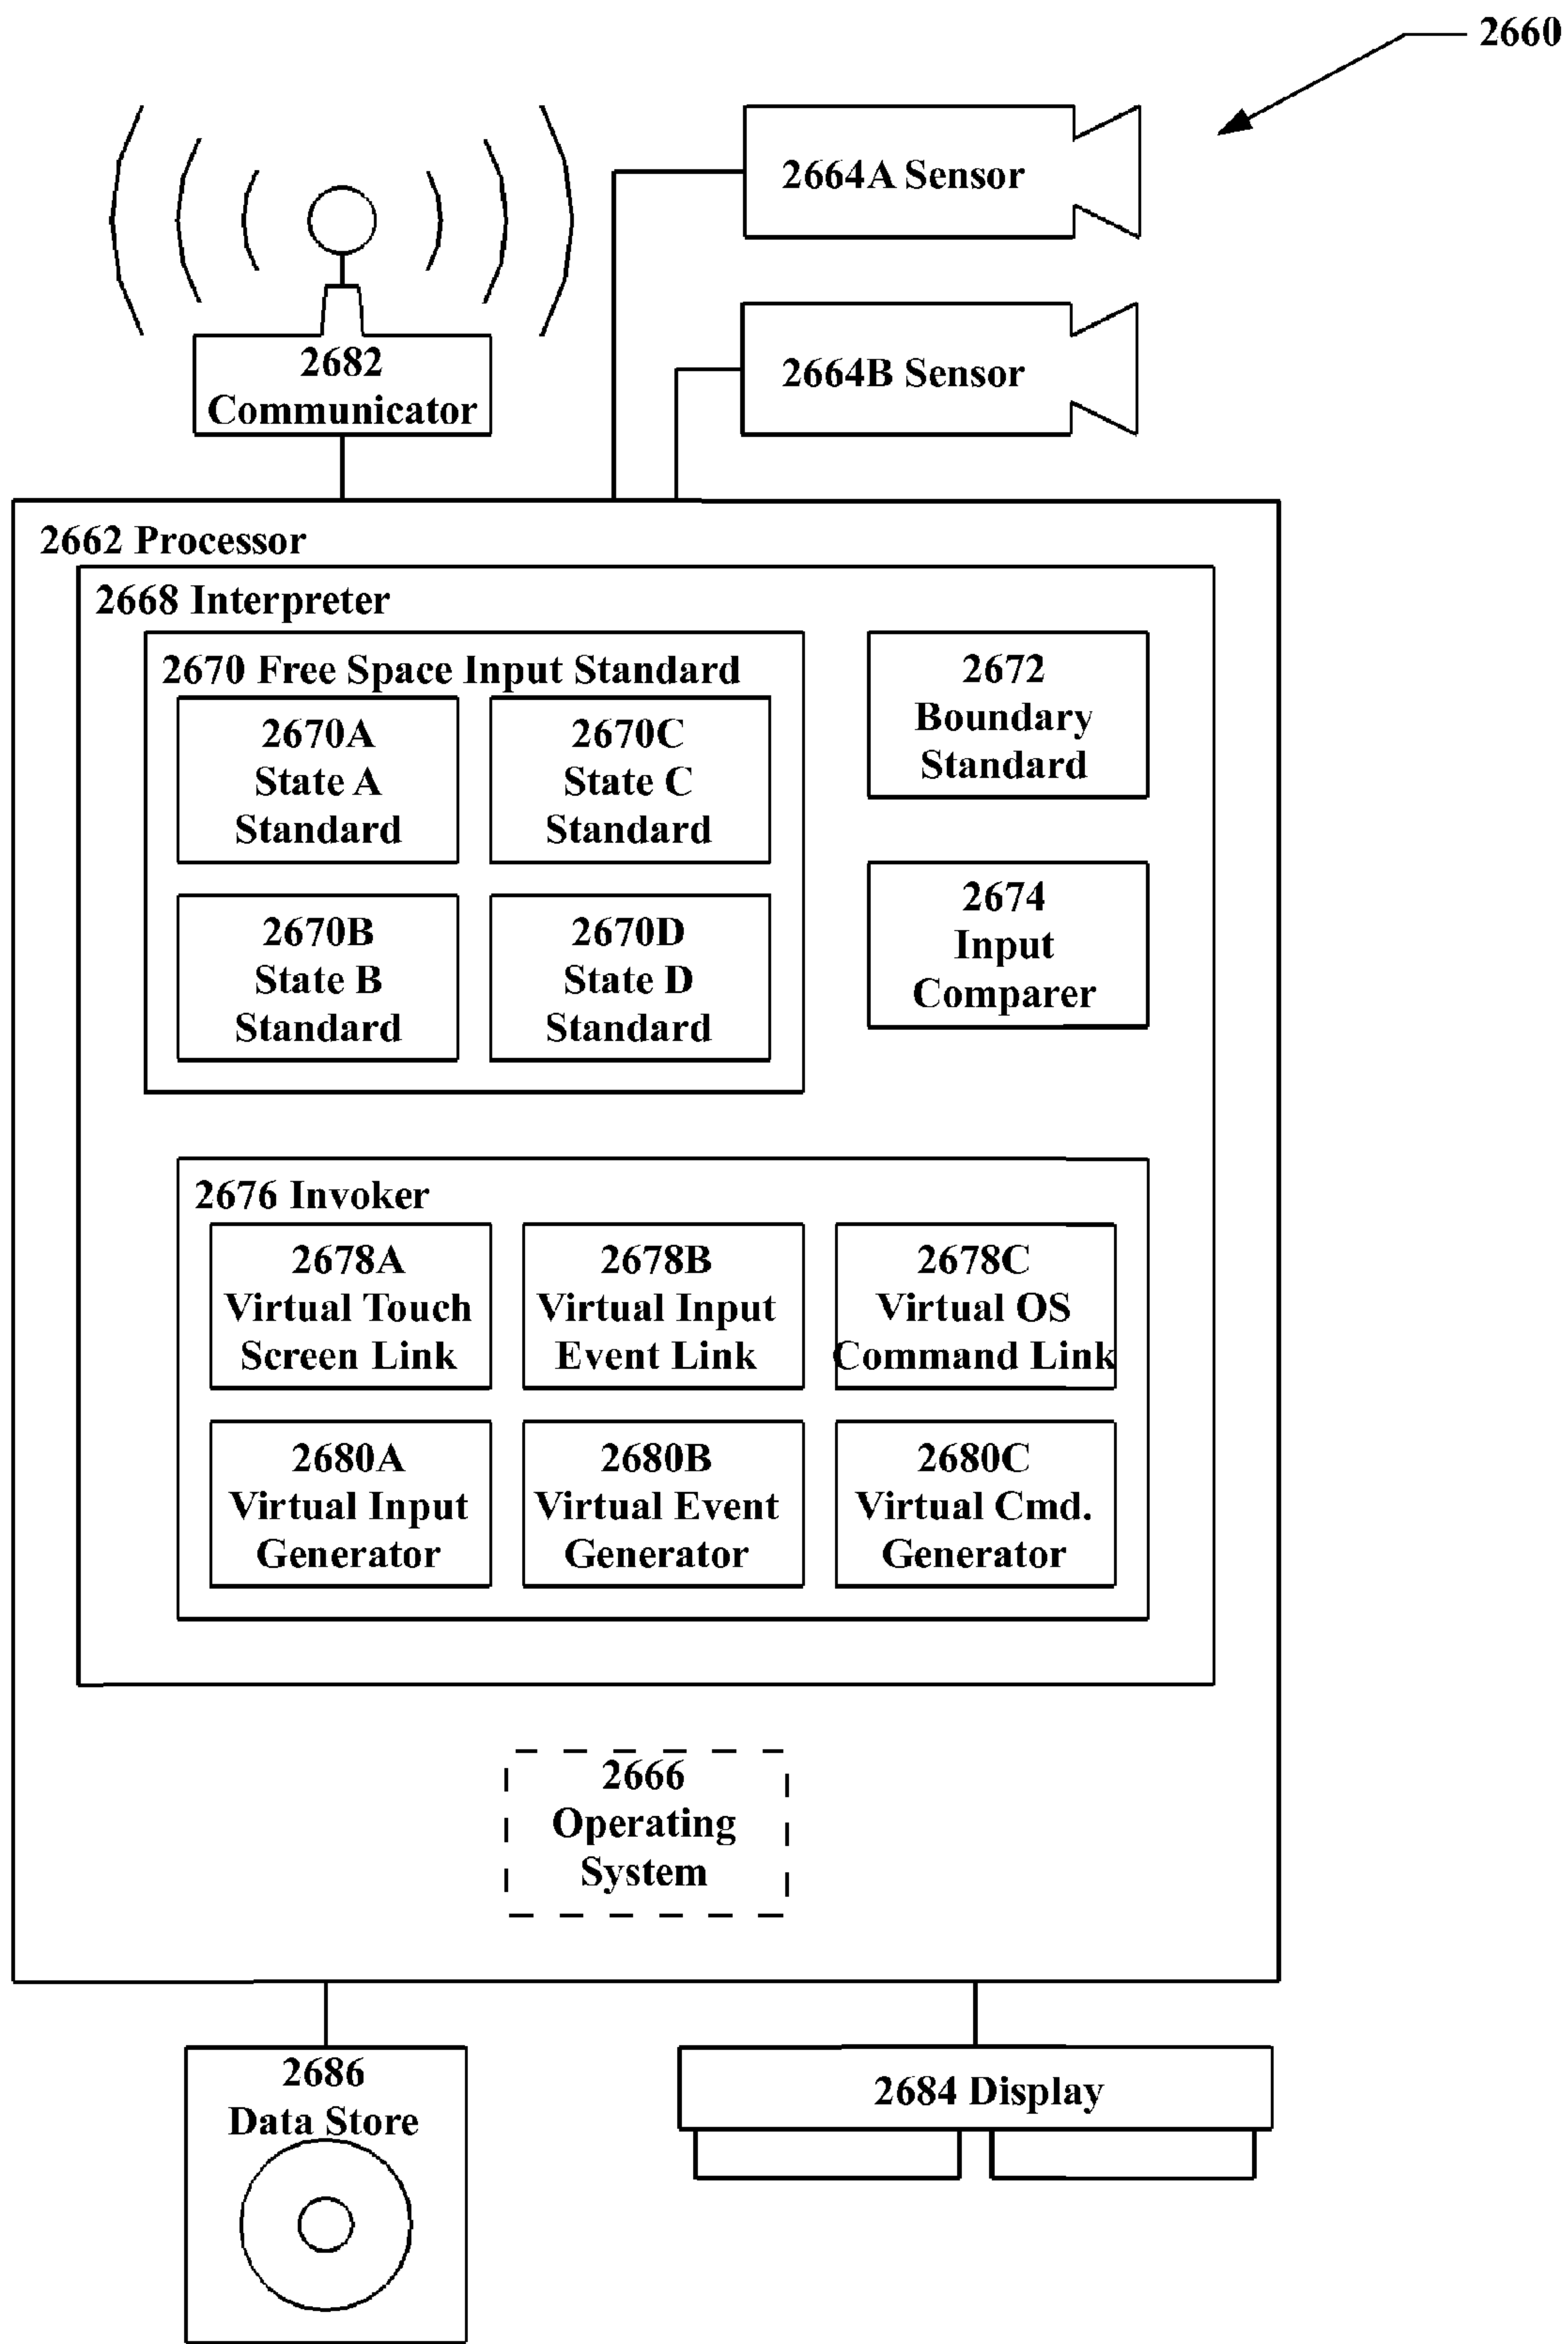 2660
2664A Sensor
2664B Sensor
2682
Communicator
2662 Processor
2668 Interpreter
2670 Free Space Input Standard
2670A
State A
Standard
2670C
State C
Standard
2670B
State B
Standard
2670D
State D
Standard
2672
Boundary
Standard
2674
Input
Comparer
2676 Invoker
2678A
Virtual Touch
Screen Link
2678B
Virtual Input
Event Link
2678C
Virtual OS
Command Link
2680A
Virtual Input
Generator
2680B
Virtual Event
Generator
2680C
Virtual Cmd.
Generator
2666
Operating
System
2686
Data Store
2684 Display